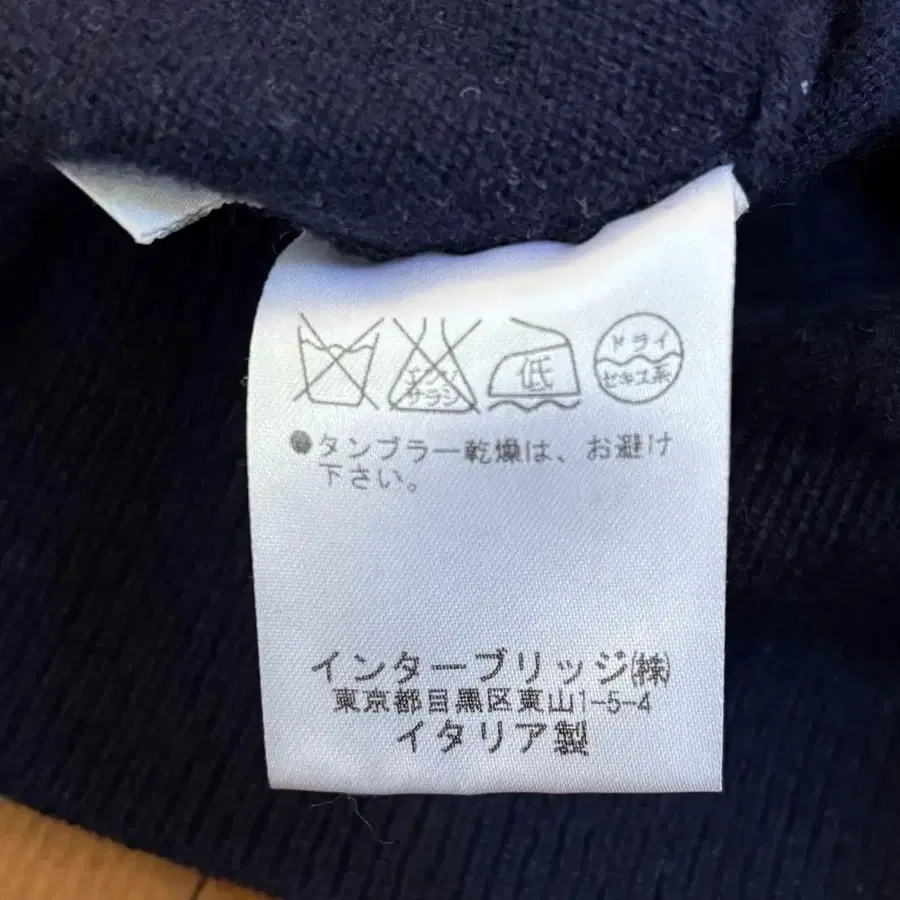 エンソ
サラシ
低
ドライ
セキユ系
●タンブラー乾燥は、お避け
下さい。
インターブリッジ㈱
東京都目黒区東山1-5-4
イタリア製